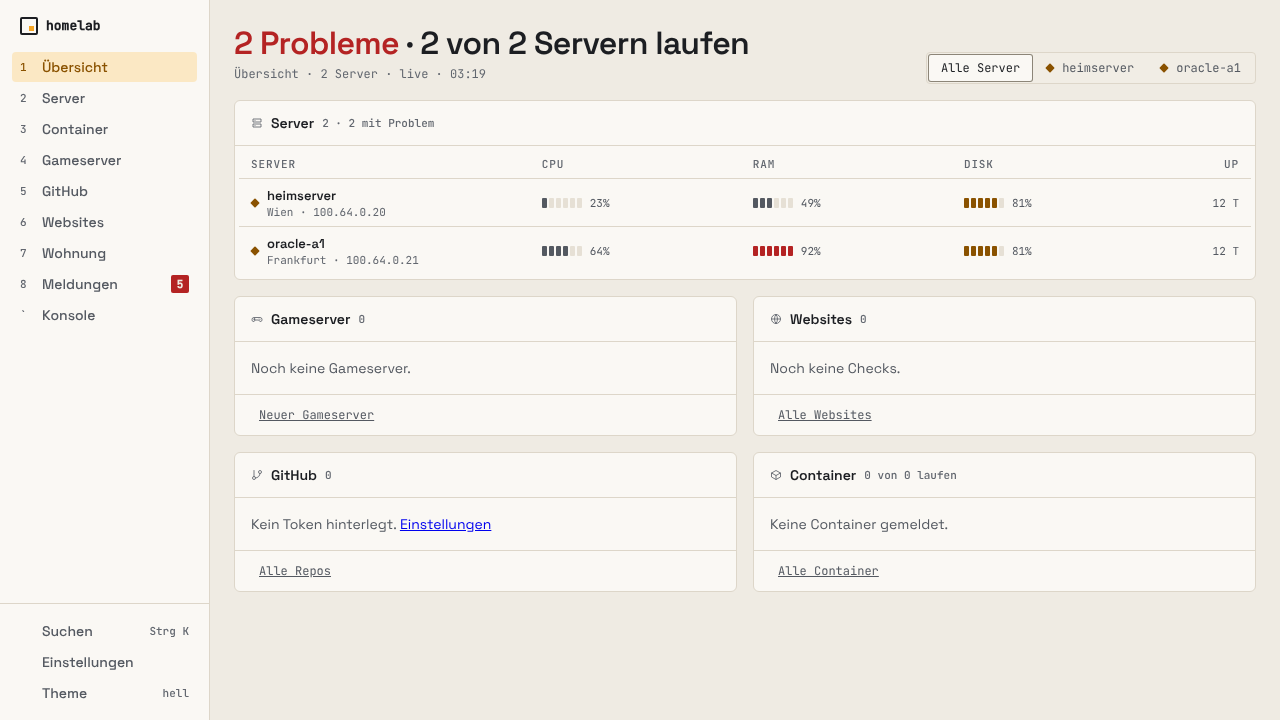 homelab
1 Übersicht
2 Server
3 Container
4 Gameserver
5 GitHub
6 Websites
7 Wohnung
8 Meldungen 5
` Konsole
Suchen Strg K
Einstellungen
Theme hell
2 Probleme · 2 von 2 Servern laufen
Übersicht · 2 Server · live · 03:19
Alle Server heimserver oracle-a1
Server 2 · 2 mit Problem
SERVER CPU RAM DISK UP
heimserver
Wien · 100.64.0.20
23% 49% 81% 12 T
oracle-a1
Frankfurt · 100.64.0.21
64% 92% 81% 12 T
Gameserver 0
Noch keine Gameserver.
Neuer Gameserver
Websites 0
Noch keine Checks.
Alle Websites
GitHub 0
Kein Token hinterlegt. Einstellungen
Alle Repos
Container 0 von 0 laufen
Keine Container gemeldet.
Alle Container